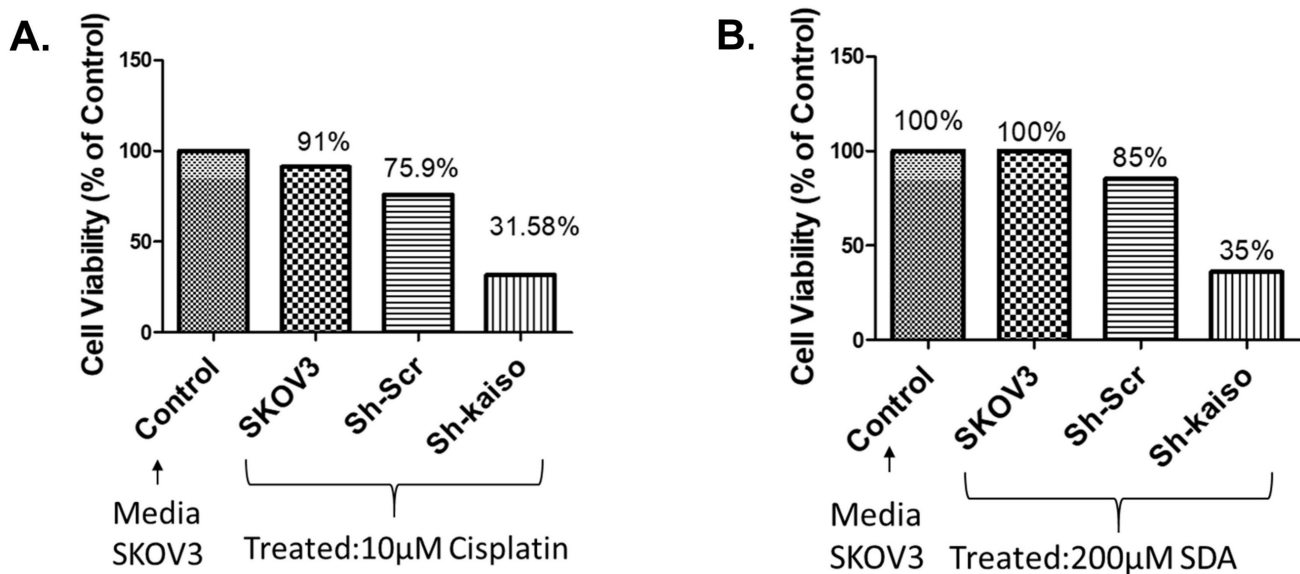 A.
Cell Viability (% of Control)
150
100
50
0
91%
75.9%
31.58%
Control
SKOV3
Sh-Scr
Sh-kaiso
Media
SKOV3
Treated:10µM Cisplatin
B.
Cell Viability (% of Control)
150
100
50
0
100%
100%
85%
35%
Control
SKOV3
Sh-Scr
Sh-kaiso
Media
SKOV3
Treated:200µM SDA